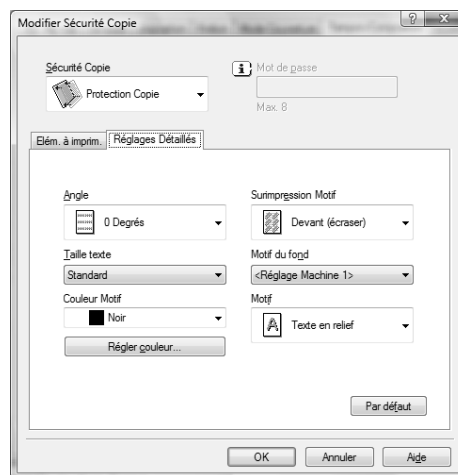 Modifier Sécurité Copie
Sécurité Copie
Protection Copie
Mot de passe
Max. 8
Elém. à imprim.
Réglages Détaillés
Angle
0 Degrés
Taille texte
Standard
Couleur Motif
Noir
Régler couleur...
Surimpression Motif
Devant (écraser)
Motif du fond
<Réglage Machine 1>
Motif
Texte en relief
Par défaut
OK
Annuler
Aide